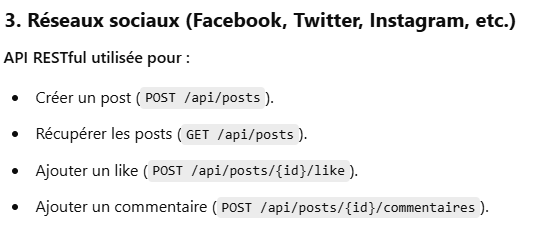 3. Réseaux sociaux (Facebook, Twitter, Instagram, etc.)
API RESTful utilisée pour :
• Créer un post ( POST /api/posts ).
• Récupérer les posts ( GET /api/posts ).
• Ajouter un like ( POST /api/posts/{id}/like ).
• Ajouter un commentaire ( POST /api/posts/{id}/commentaires ).